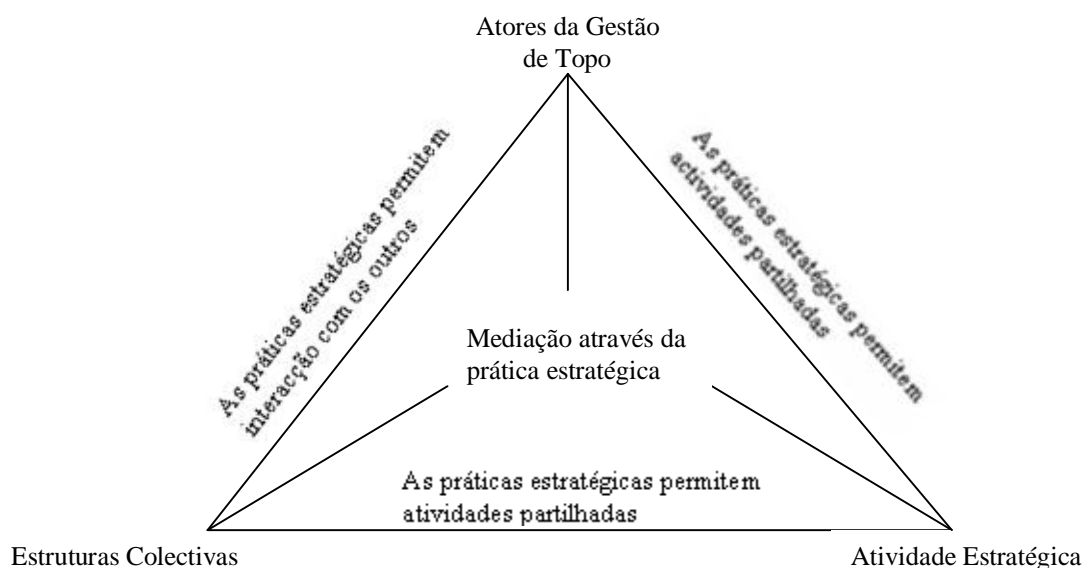 Atores da Gestão
de Topo
As práticas estratégicas permitem
interacção com os outros
As práticas estratégicas permitem
actividades partilhadas
Mediação através da
prática estratégica
As práticas estratégicas permitem
atividades partilhadas
Estruturas Colectivas
Atividade Estratégica